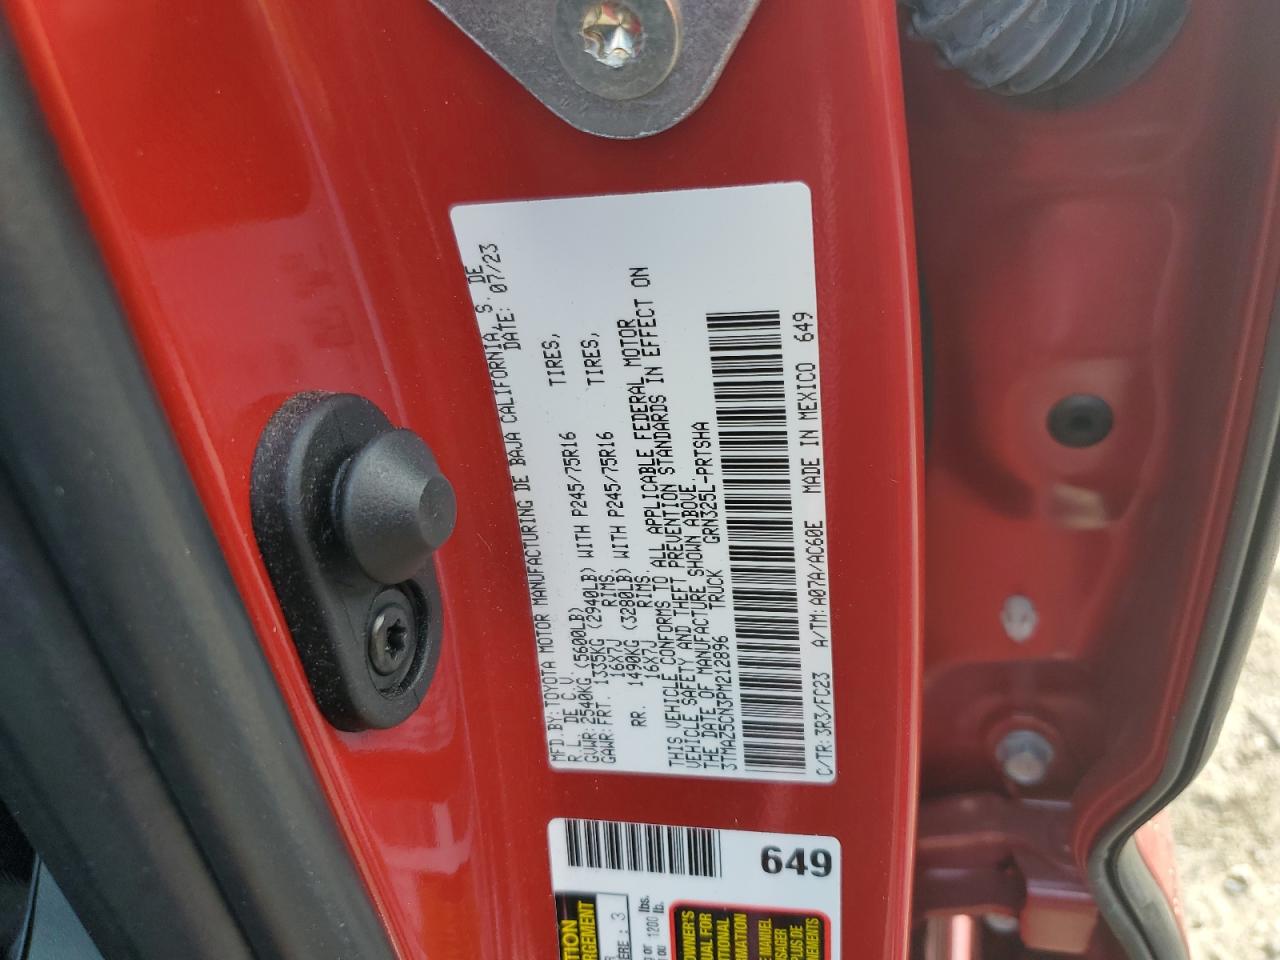 MFD.BY:TOYOTA MOTOR MANUFACTURING DE BAJA CALIFORNIA, S. DE
R.L. DE C.V. DATE: 07/23
GVWR:2540KG (5600LB)
GAWR:FRT. 1335KG (2940LB) WITH P245/75R16 TIRES,
16X7J RIMS,
RR. 1490KG (3280LB) WITH P245/75R16 TIRES,
16X7J RIMS.
THIS VEHICLE CONFORMS TO ALL APPLICABLE FEDERAL MOTOR
VEHICLE SAFETY AND THEFT PREVENTION STANDARDS IN EFFECT ON
THE DATE OF MANUFACTURE SHOWN ABOVE.
3TMAZ5CN3PM212896 TRUCK GRN325L-PRTSHA
C/TR:3R3/FC23 A/TM:A07A/AC60E MADE IN MEXICO 649
649